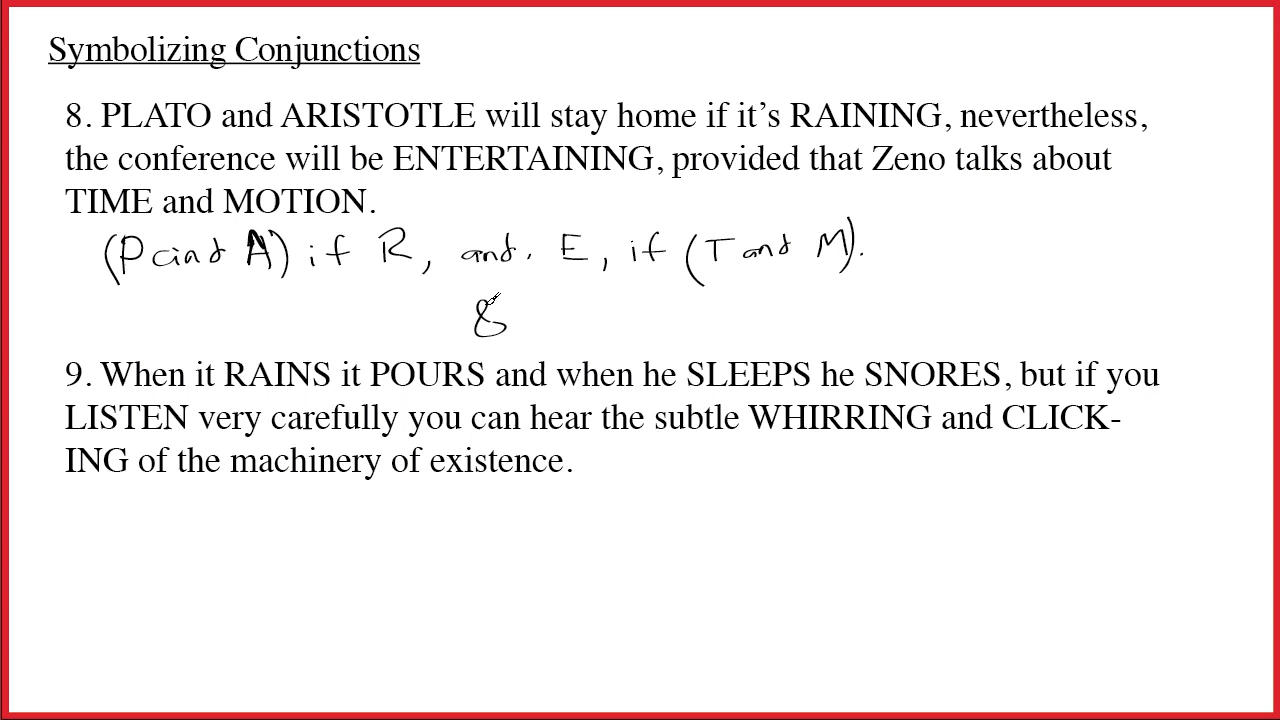 Symbolizing Conjunctions
8. PLATO and ARISTOTLE will stay home if it’s RAINING, nevertheless,
the conference will be ENTERTAINING, provided that Zeno talks about
TIME and MOTION.
(P and A) if R, and. E, if (T and M).
&
9. When it RAINS it POURS and when he SLEEPS he SNORES, but if you
LISTEN very carefully you can hear the subtle WHIRRING and CLICK-
ING of the machinery of existence.